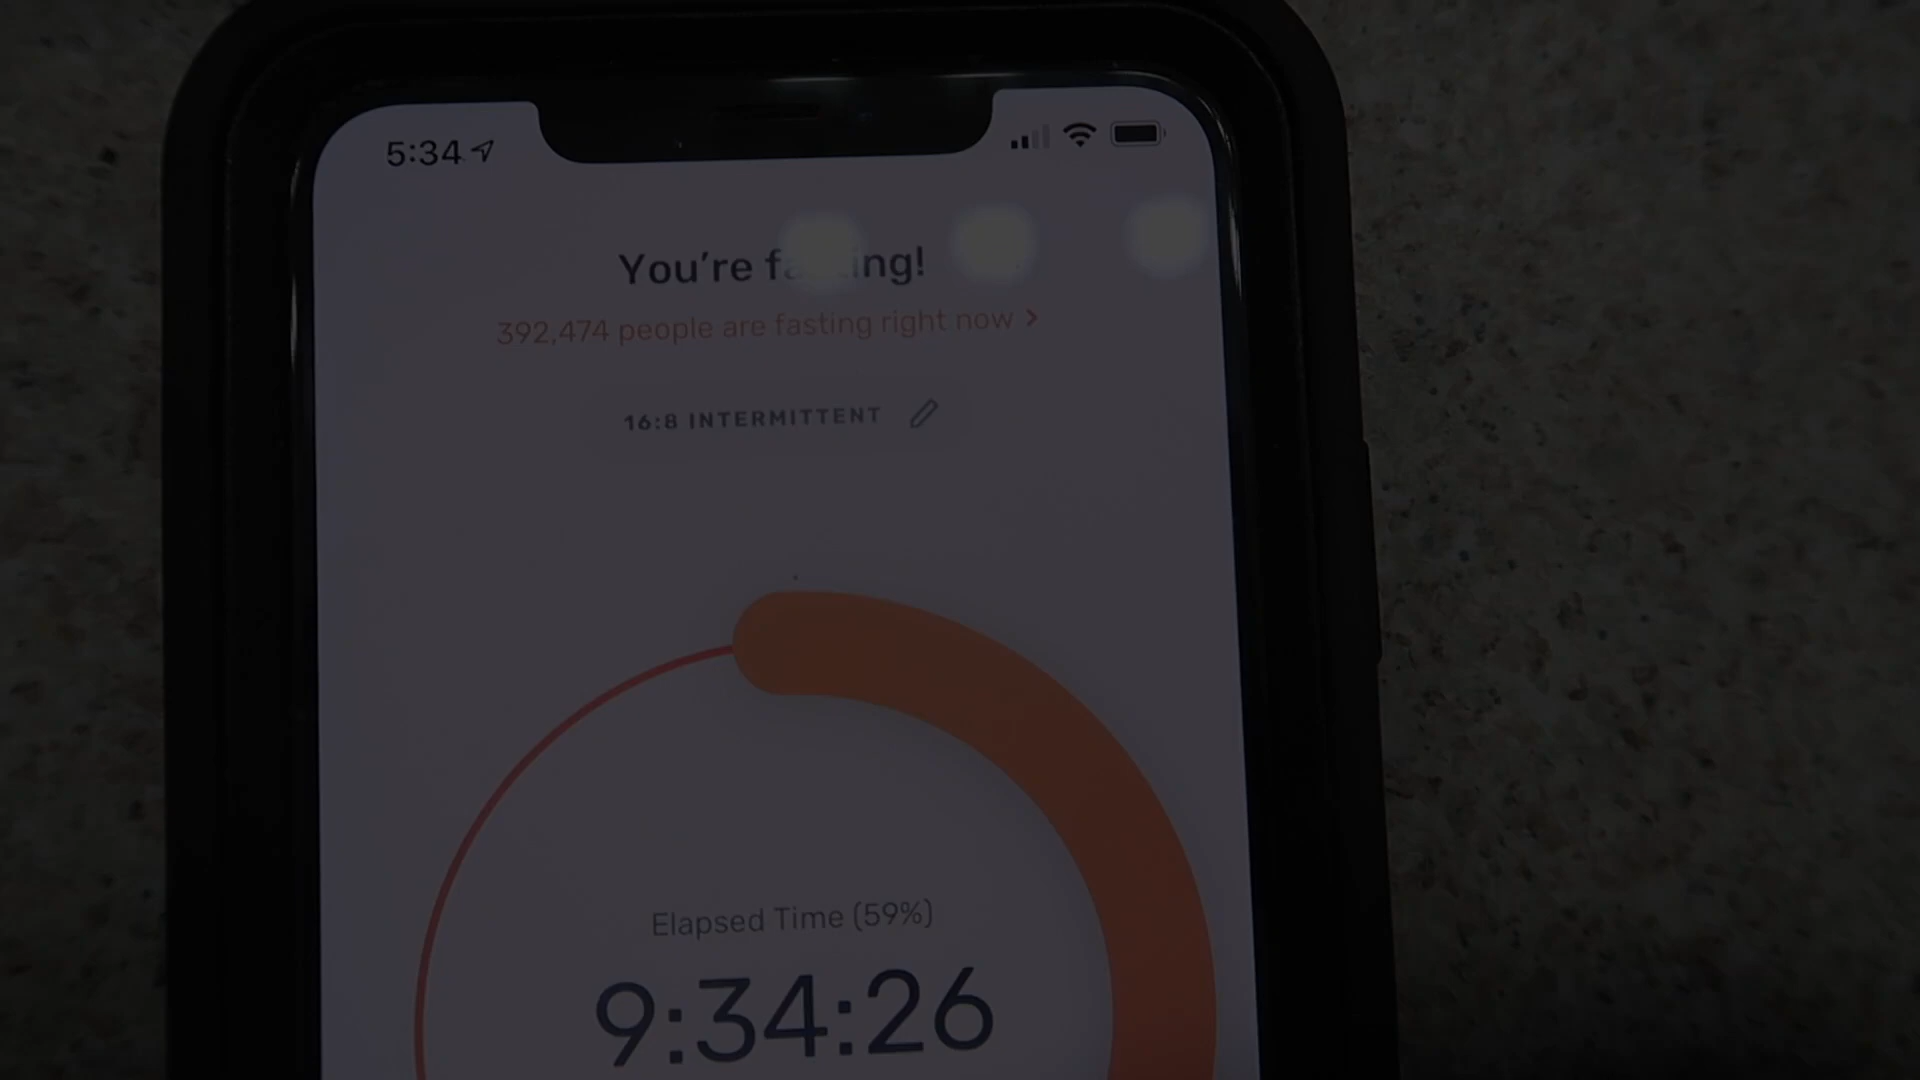 5:34
You're fasting!
392,474 people are fasting right now >
16:8 INTERMITTENT
Elapsed Time (59%)
9:34:26